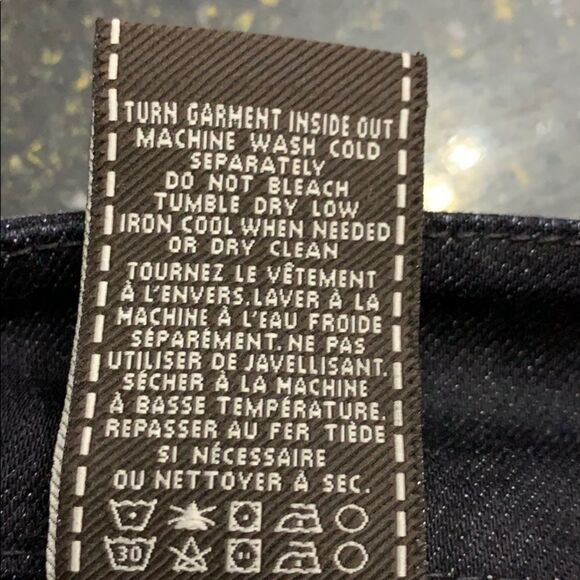 TURN GARMENT INSIDE OUT
MACHINE WASH COLD
SEPARATELY
DO NOT BLEACH
TUMBLE DRY LOW
IRON COOL WHEN NEEDED
OR DRY CLEAN
TOURNEZ LE VÊTEMENT
À L'ENVERS.LAVER À LA
MACHINE À L'EAU FROIDE
SÉPARÉMENT. NE PAS
UTILISER DE JAVELLISANT.
SÉCHER À LA MACHINE
À BASSE TEMPÉRATURE.
REPASSER AU FER TIÈDE
SI NÉCESSAIRE
OU NETTOYER À SEC.
30